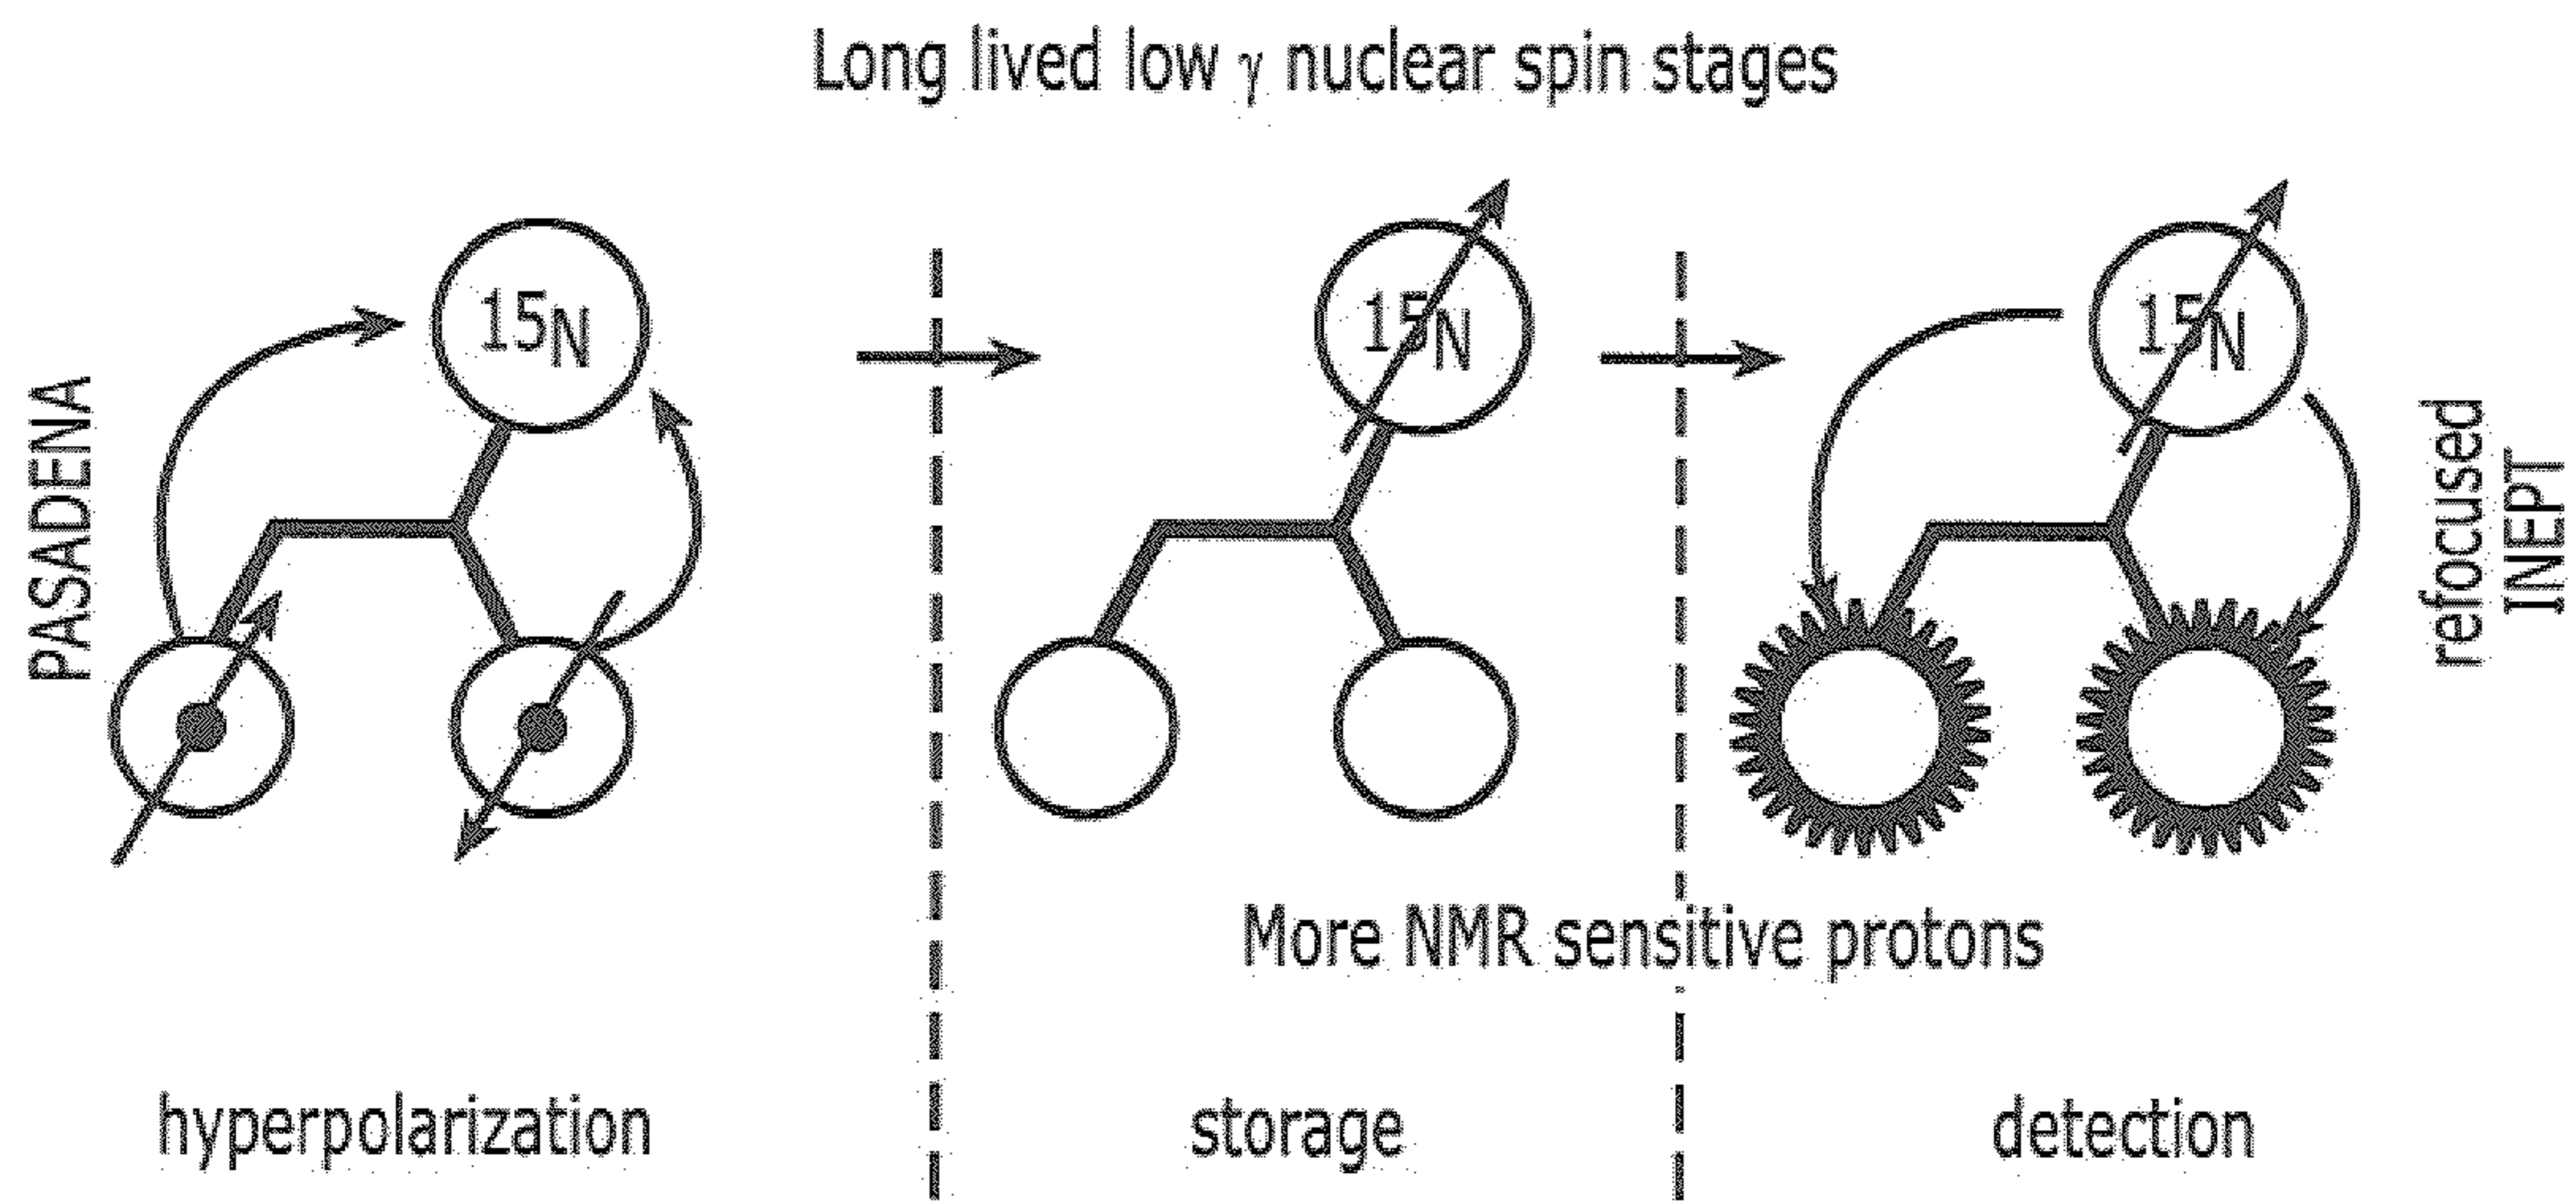 Long lived low γ nuclear spin stages
15N
15N
15N
PASADENA
refocused
INEPT
More NMR sensitive protons
hyperpolarization
storage
detection